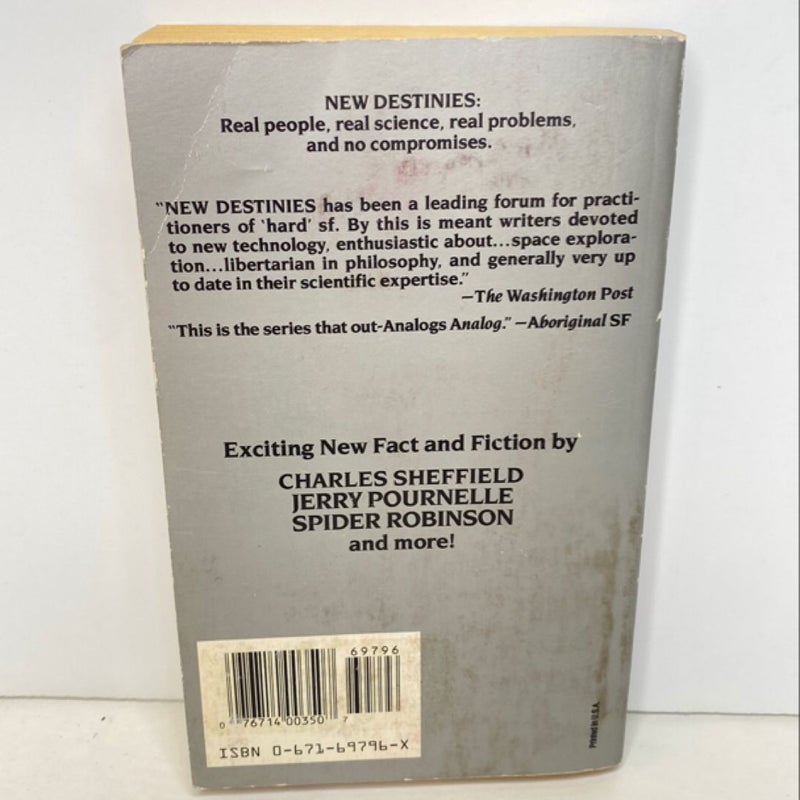 NEW DESTINIES:
Real people, real science, real problems,
and no compromises.
"NEW DESTINIES has been a leading forum for practi-
tioners of 'hard' sf. By this is meant writers devoted
to new technology, enthusiastic about...space explora-
tion...libertarian in philosophy, and generally very up
to date in their scientific expertise."
—The Washington Post
"This is the series that out-Analogs Analog." —Aboriginal SF
Exciting New Fact and Fiction by
CHARLES SHEFFIELD
JERRY POURNELLE
SPIDER ROBINSON
and more!
69796
0 76714 00350 7
ISBN 0-671-69796-X
Printed in U.S.A.